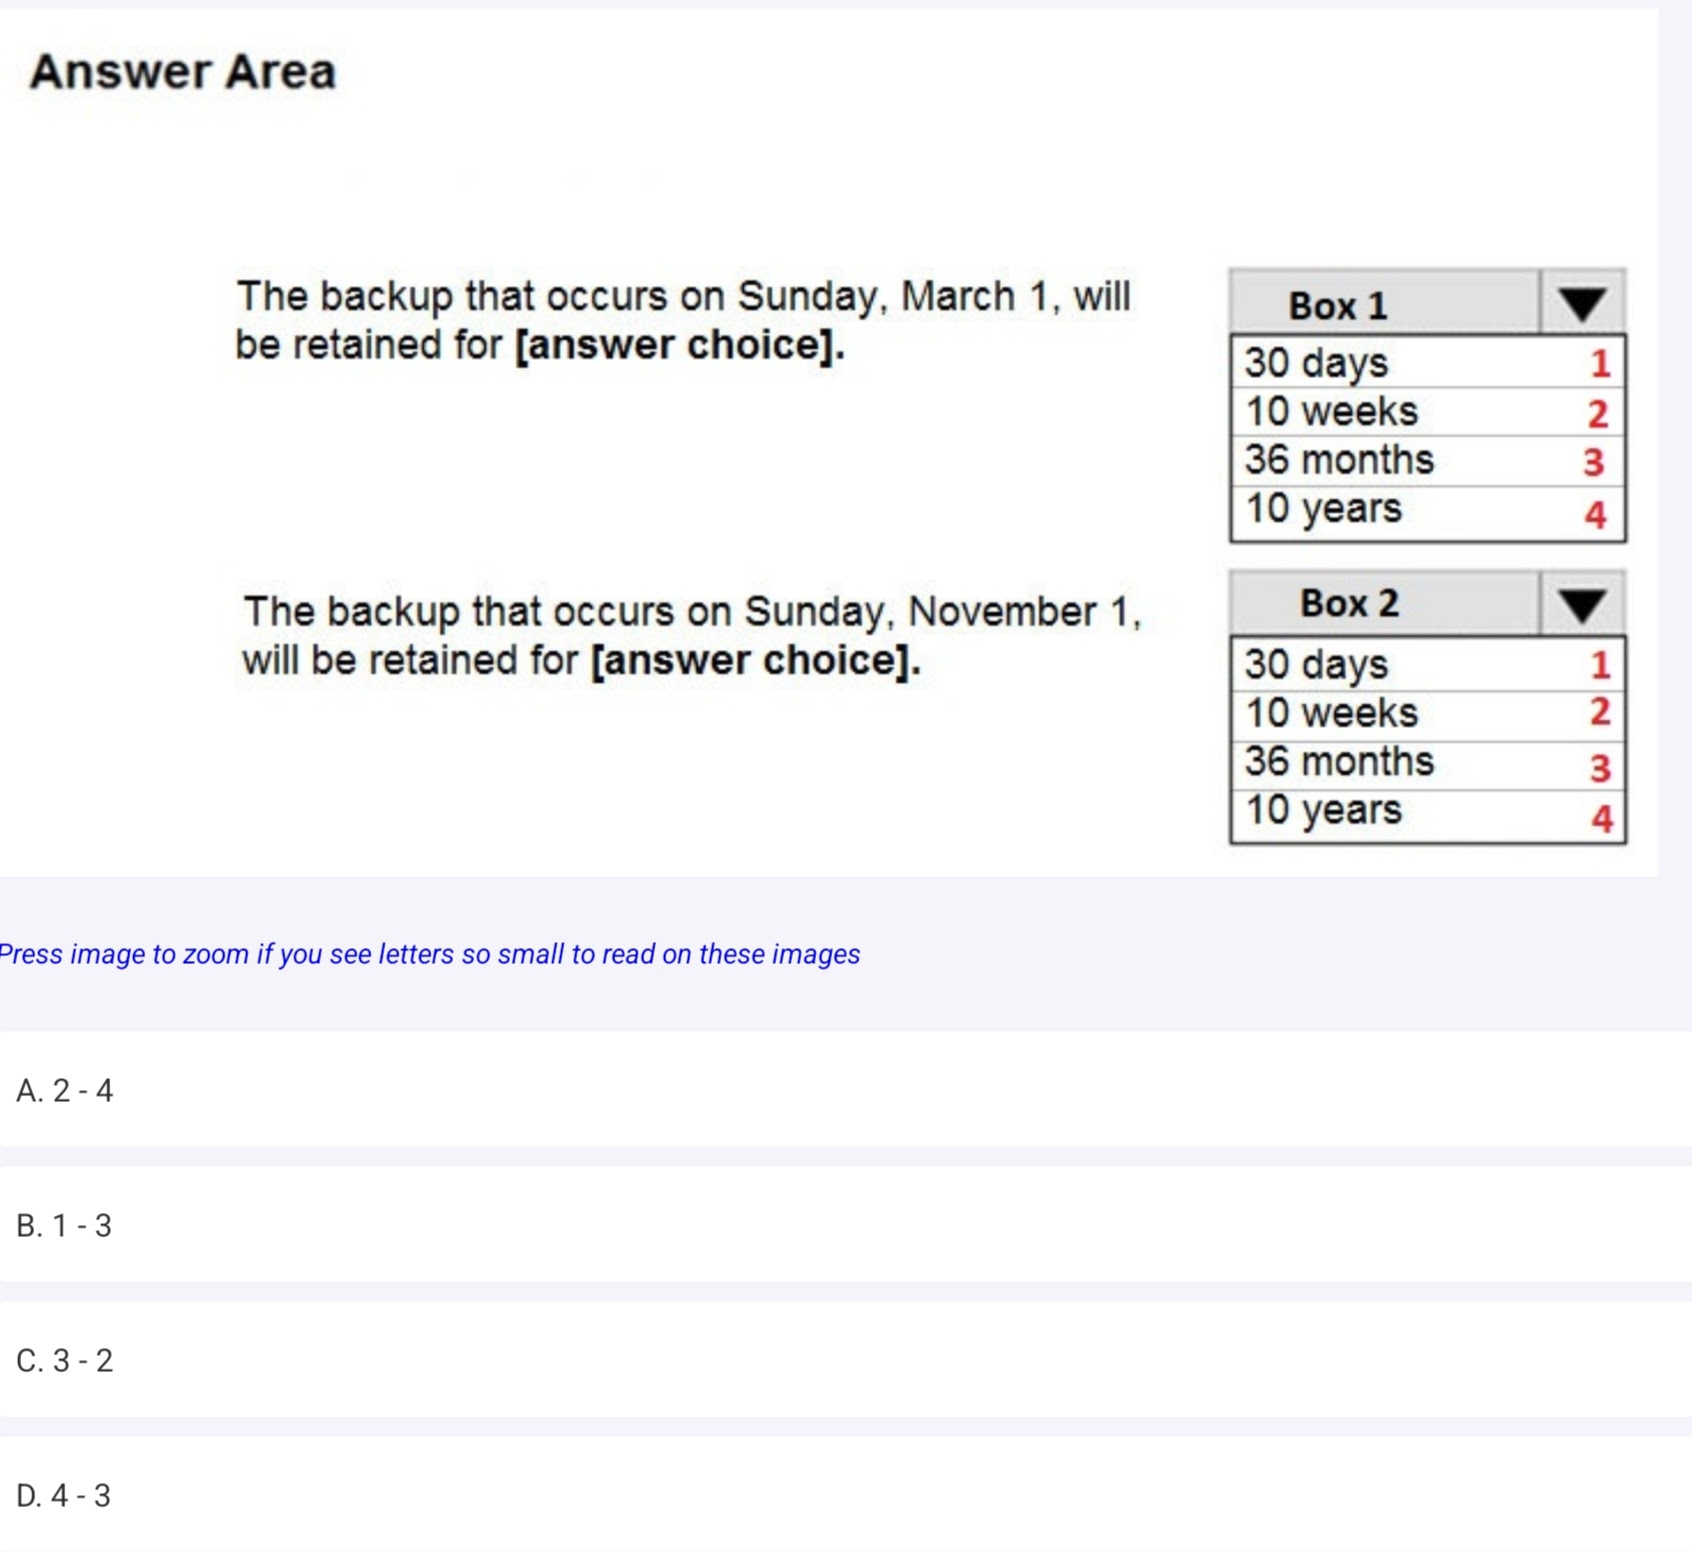 Answer Area
The backup that occurs on Sunday, March 1, will
be retained for [answer choice].
Box 1
30 days 1
10 weeks 2
36 months 3
10 years 4
The backup that occurs on Sunday, November 1,
will be retained for [answer choice].
Box 2
30 days 1
10 weeks 2
36 months 3
10 years 4
Press image to zoom if you see letters so small to read on these images
A. 2 - 4
B. 1 - 3
C. 3 - 2
D. 4 - 3